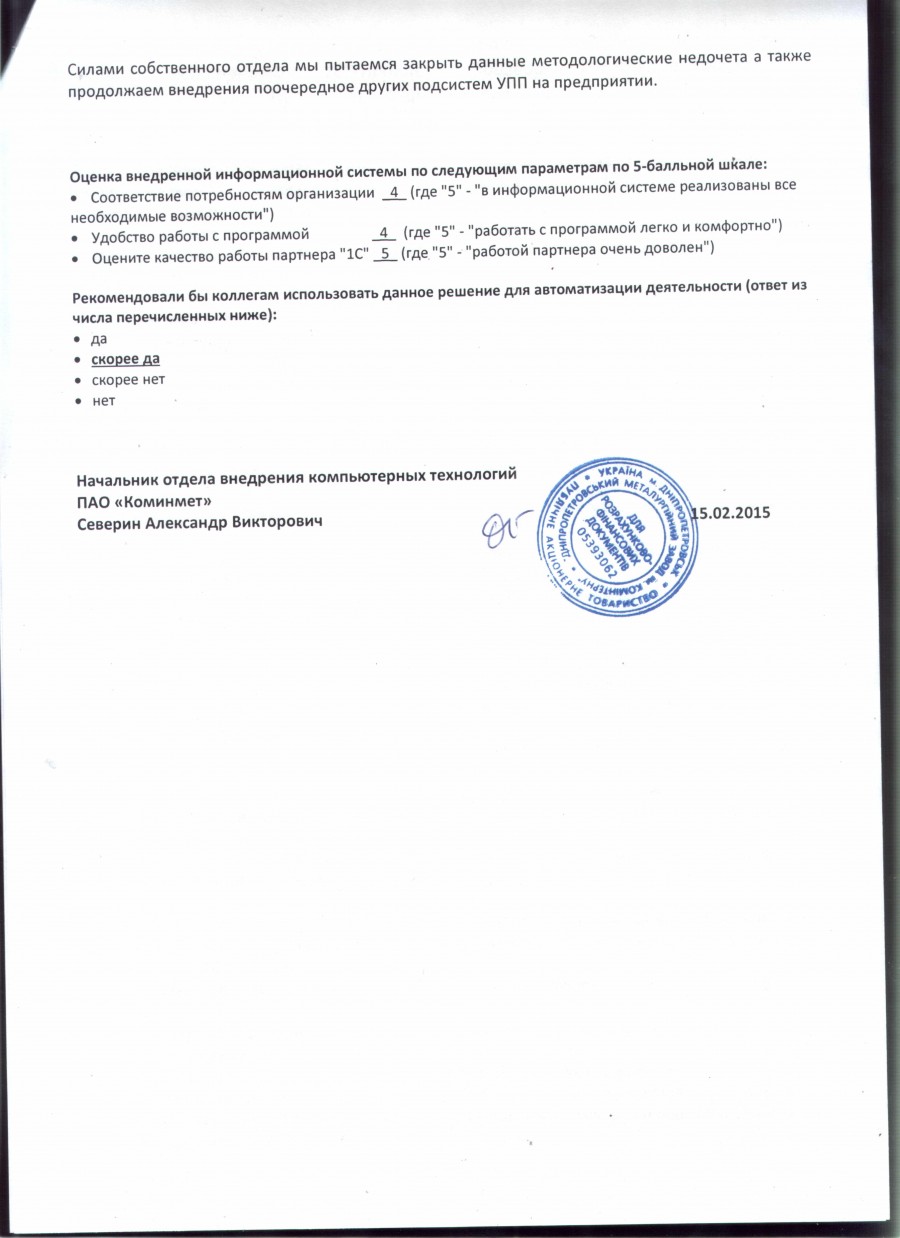 Силами собственного отдела мы пытаемся закрыть данные методологические недочета а также
продолжаем внедрения поочередное других подсистем УПП на предприятии.
Оценка внедренной информационной системы по следующим параметрам по 5-балльной шкале:
• Соответствие потребностям организации 4 (где "5" - "в информационной системе реализованы все
необходимые возможности")
• Удобство работы с программой 4 (где "5" - "работать с программой легко и комфортно")
• Оцените качество работы партнера "1С" 5 (где "5" - "работой партнера очень доволен")
Рекомендовали бы коллегам использовать данное решение для автоматизации деятельности (ответ из
числа перечисленных ниже):
• да
• скорее да
• скорее нет
• нет
Начальник отдела внедрения компьютерных технологий
ПАО «Коминмет»
Северин Александр Викторович
15.02.2015
УКРАЇНА м. ДНІПРОПЕТРОВСЬК
ПУБЛІЧНЕ АКЦІОНЕРНЕ ТОВАРИСТВО
"ДНІПРОПЕТРОВСЬКИЙ МЕТАЛУРГІЙНИЙ ЗАВОД ім. КОМІНТЕРНУ"
ДЛЯ
РОЗРАХУНКОВО-
ФІНАНСОВИХ
ДОКУМЕНТІВ
05393062